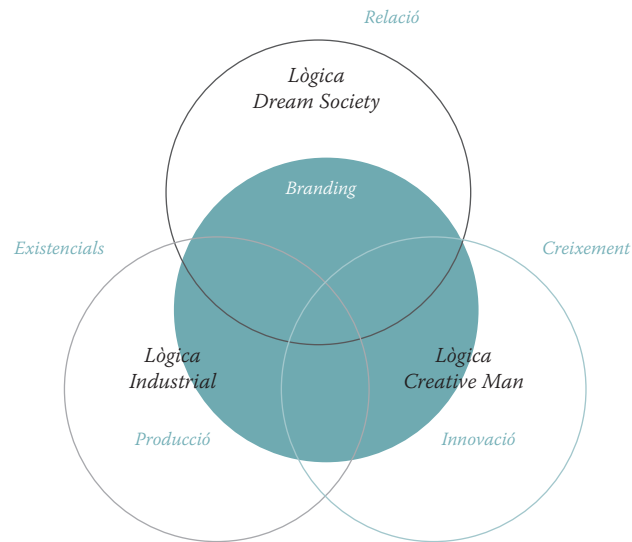 Relació
Lògica
Dream Society
Branding
Existencials
Creixement
Lògica
Industrial
Lògica
Creative Man
Producció
Innovació